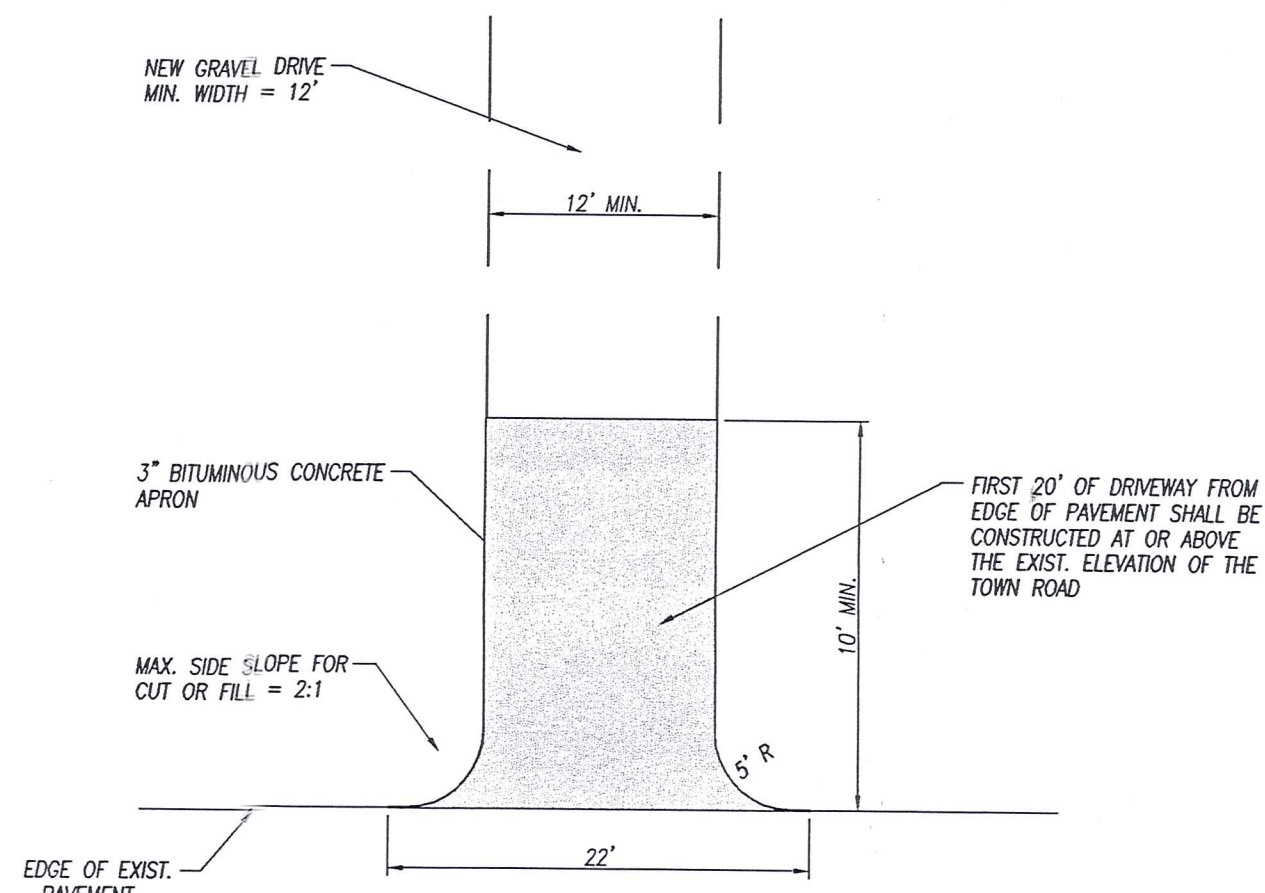 NEW GRAVEL DRIVE
MIN. WIDTH = 12'
12' MIN.
3" BITUMINOUS CONCRETE
APRON
FIRST 20' OF DRIVEWAY FROM
EDGE OF PAVEMENT SHALL BE
CONSTRUCTED AT OR ABOVE
THE EXIST. ELEVATION OF THE
TOWN ROAD
10' MIN.
MAX. SIDE SLOPE FOR
CUT OR FILL = 2:1
5' R
22'
EDGE OF EXIST.
PAVEMENT